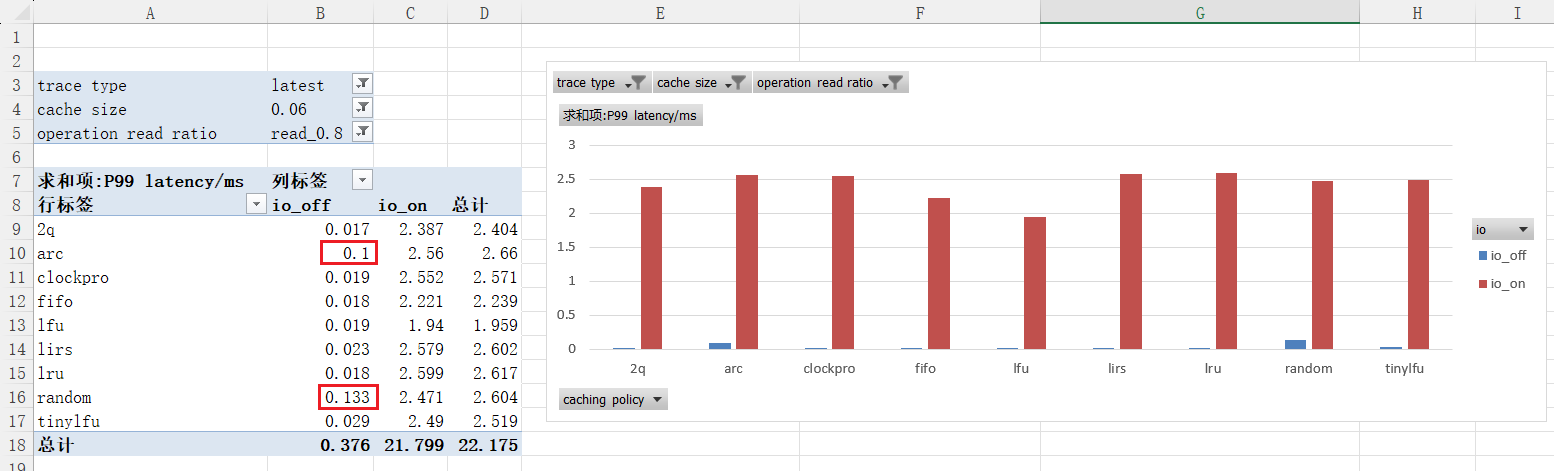 A B C D E F G H I
1
2
3 trace type latest
4 cache size 0.06
5 operation read ratio read_0.8
6
7 求和项:P99 latency/ms 列标签
8 行标签 io_off io_on 总计
9 2q 0.017 2.387 2.404
10 arc 0.1 2.56 2.66
11 clockpro 0.019 2.552 2.571
12 fifo 0.018 2.221 2.239
13 lfu 0.019 1.94 1.959
14 lirs 0.023 2.579 2.602
15 lru 0.018 2.599 2.617
16 random 0.133 2.471 2.604
17 tinylfu 0.029 2.49 2.519
18 总计 0.376 21.799 22.175
19
trace type cache size operation read ratio
求和项:P99 latency/ms
3
2.5
2
1.5
1
0.5
0
2q arc clockpro fifo lfu lirs lru random tinylfu
caching policy
io
io_off
io_on